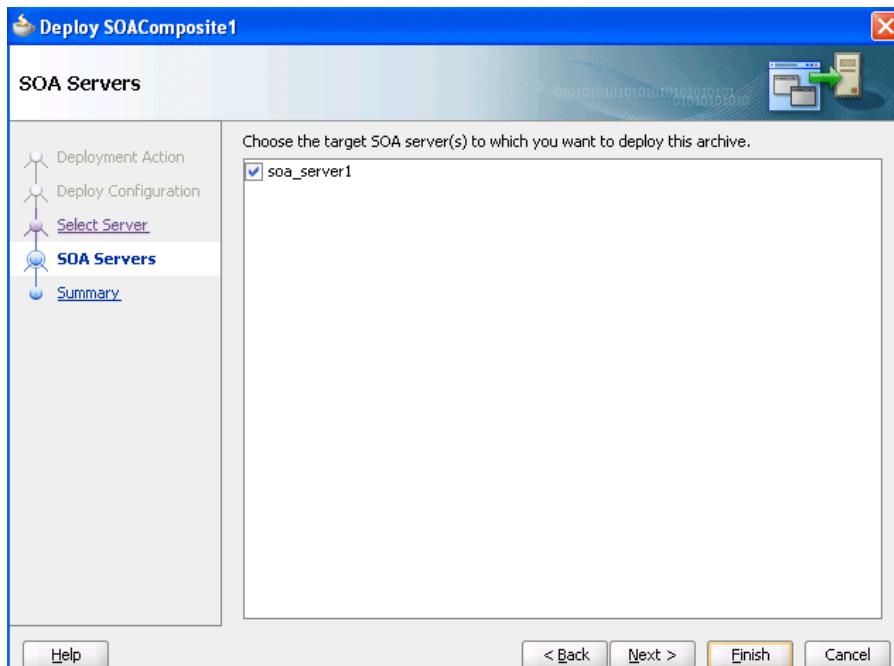 Deploy SOAComposite1
SOA Servers
Deployment Action
Deploy Configuration
Select Server
SOA Servers
Summary
Choose the target SOA server(s) to which you want to deploy this archive.
soa_server1
Help
< Back
Next >
Finish
Cancel